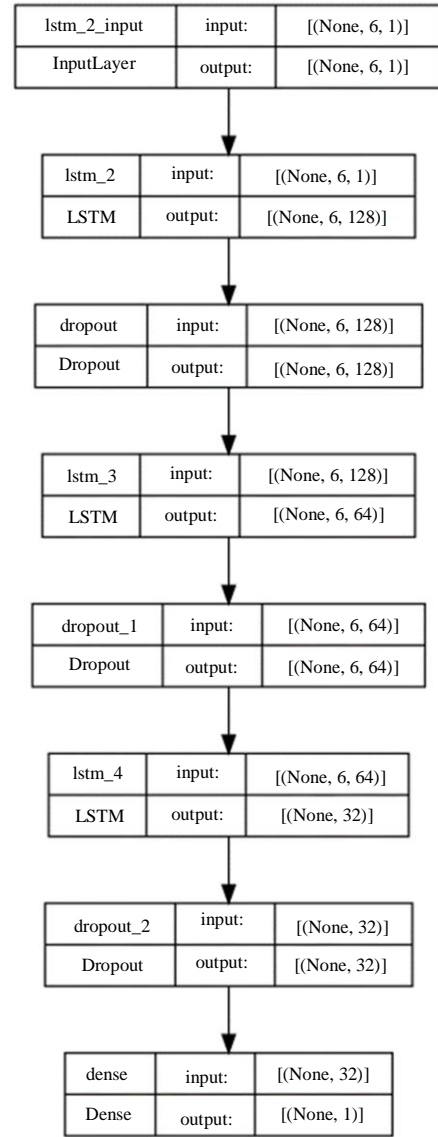 lstm_2_input input: [(None, 6, 1)]
InputLayer output: [(None, 6, 1)]
lstm_2 input: [(None, 6, 1)]
LSTM output: [(None, 6, 128)]
dropout input: [(None, 6, 128)]
Dropout output: [(None, 6, 128)]
lstm_3 input: [(None, 6, 128)]
LSTM output: [(None, 6, 64)]
dropout_1 input: [(None, 6, 64)]
Dropout output: [(None, 6, 64)]
lstm_4 input: [(None, 6, 64)]
LSTM output: [(None, 32)]
dropout_2 input: [(None, 32)]
Dropout output: [(None, 32)]
dense input: [(None, 32)]
Dense output: [(None, 1)]